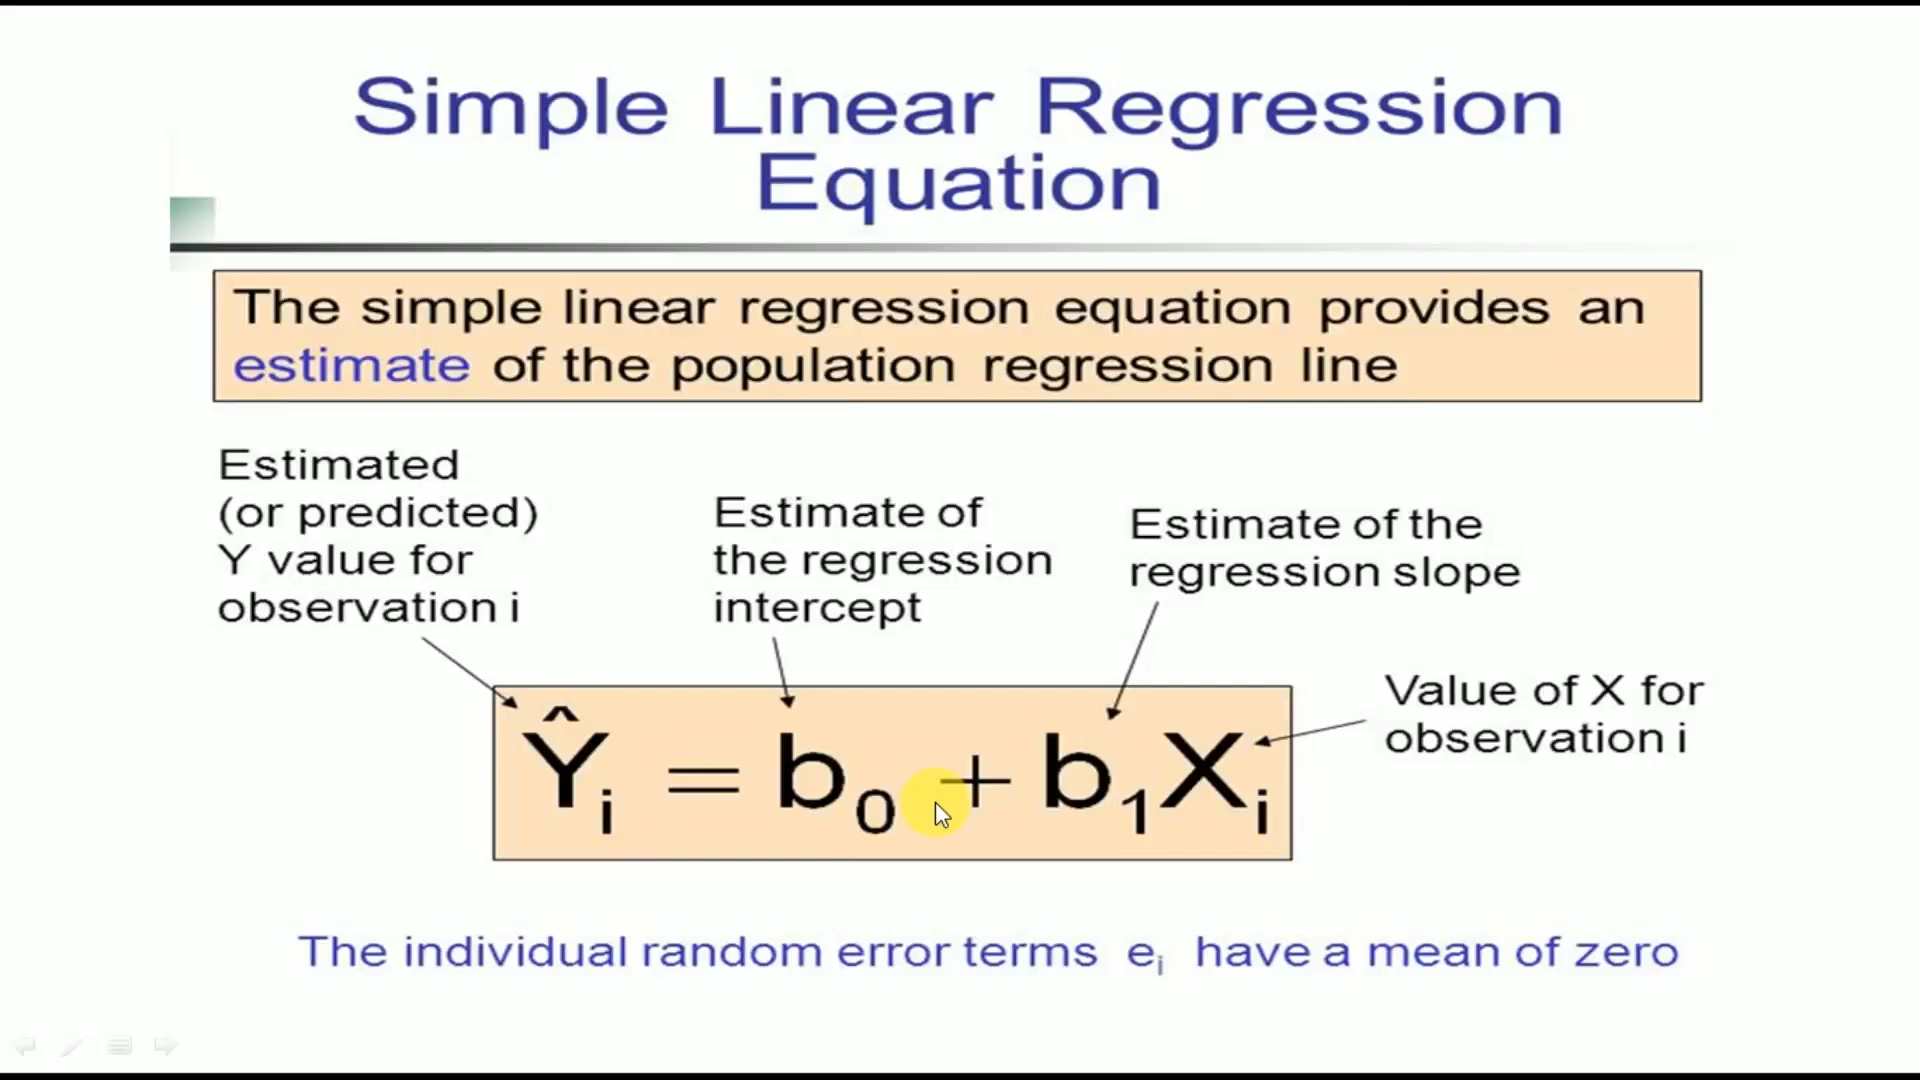 Simple Linear Regression
Equation
The simple linear regression equation provides an
estimate of the population regression line
Estimated
(or predicted)
Y value for
observation i
Estimate of
the regression
intercept
Estimate of the
regression slope
Value of X for
observation i
Ŷᵢ = b₀ + b₁Xᵢ
The individual random error terms eᵢ have a mean of zero